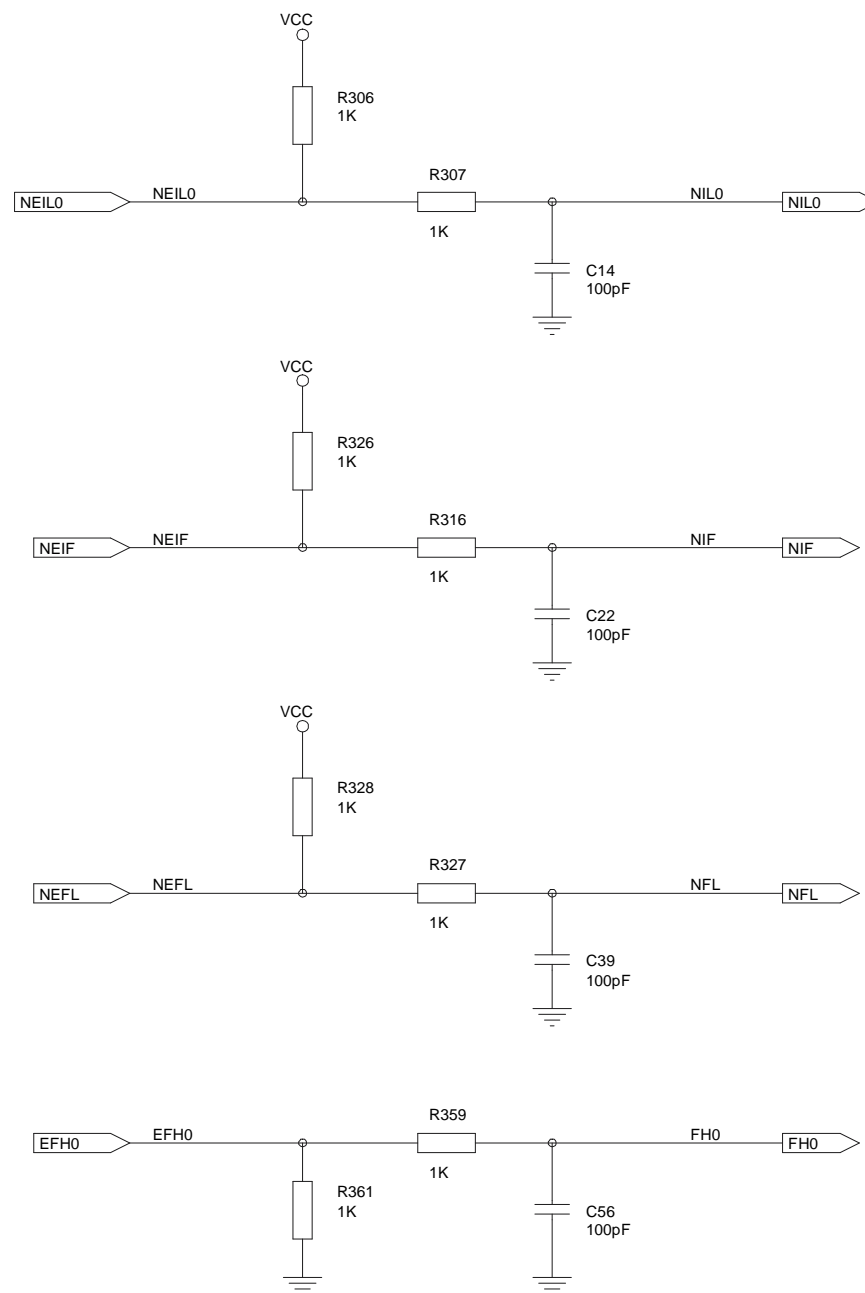 VCC
R306
1K
R307
NEIL0
NEIL0
NIL0
NIL0
1K
C14
100pF
VCC
R326
1K
R316
NEIF
NEIF
NIF
NIF
1K
C22
100pF
VCC
R328
1K
R327
NEFL
NEFL
NFL
NFL
1K
C39
100pF
R359
EFH0
EFH0
FH0
FH0
1K
R361
1K
C56
100pF